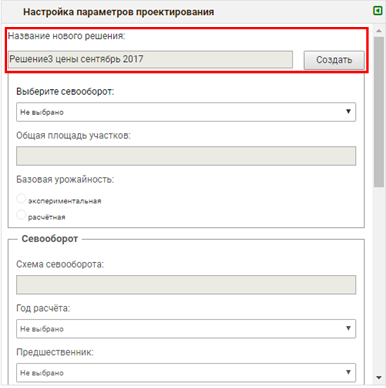 Настройка параметров проектирования
Название нового решения:
Решение3 цены сентябрь 2017
Создать
Выберите севооборот:
Не выбрано
Общая площадь участков:
Базовая урожайность:
экспериментальная
расчётная
Севооборот
Схема севооборота:
Год расчёта:
Не выбрано
Предшественник:
Не выбрано